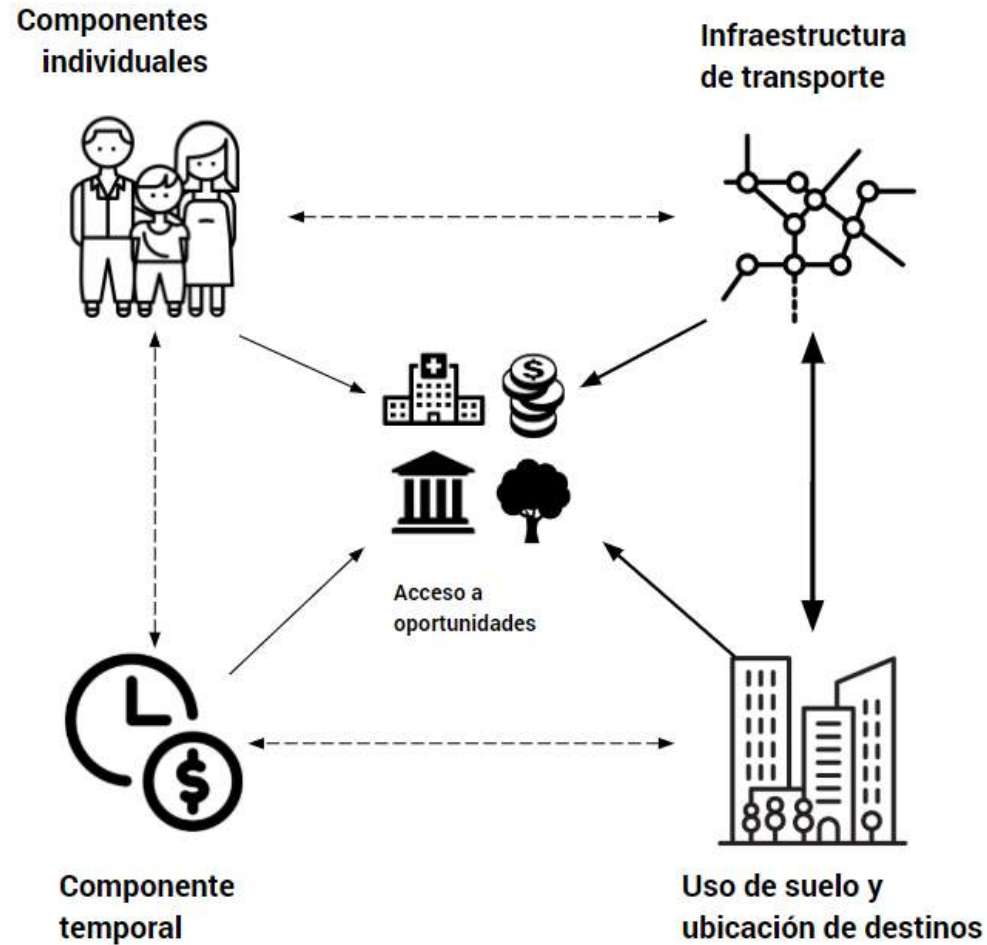 Componentes
individuales
Infraestructura
de transporte
$
Acceso a
oportunidades
$
Componente
temporal
Uso de suelo y
ubicación de destinos